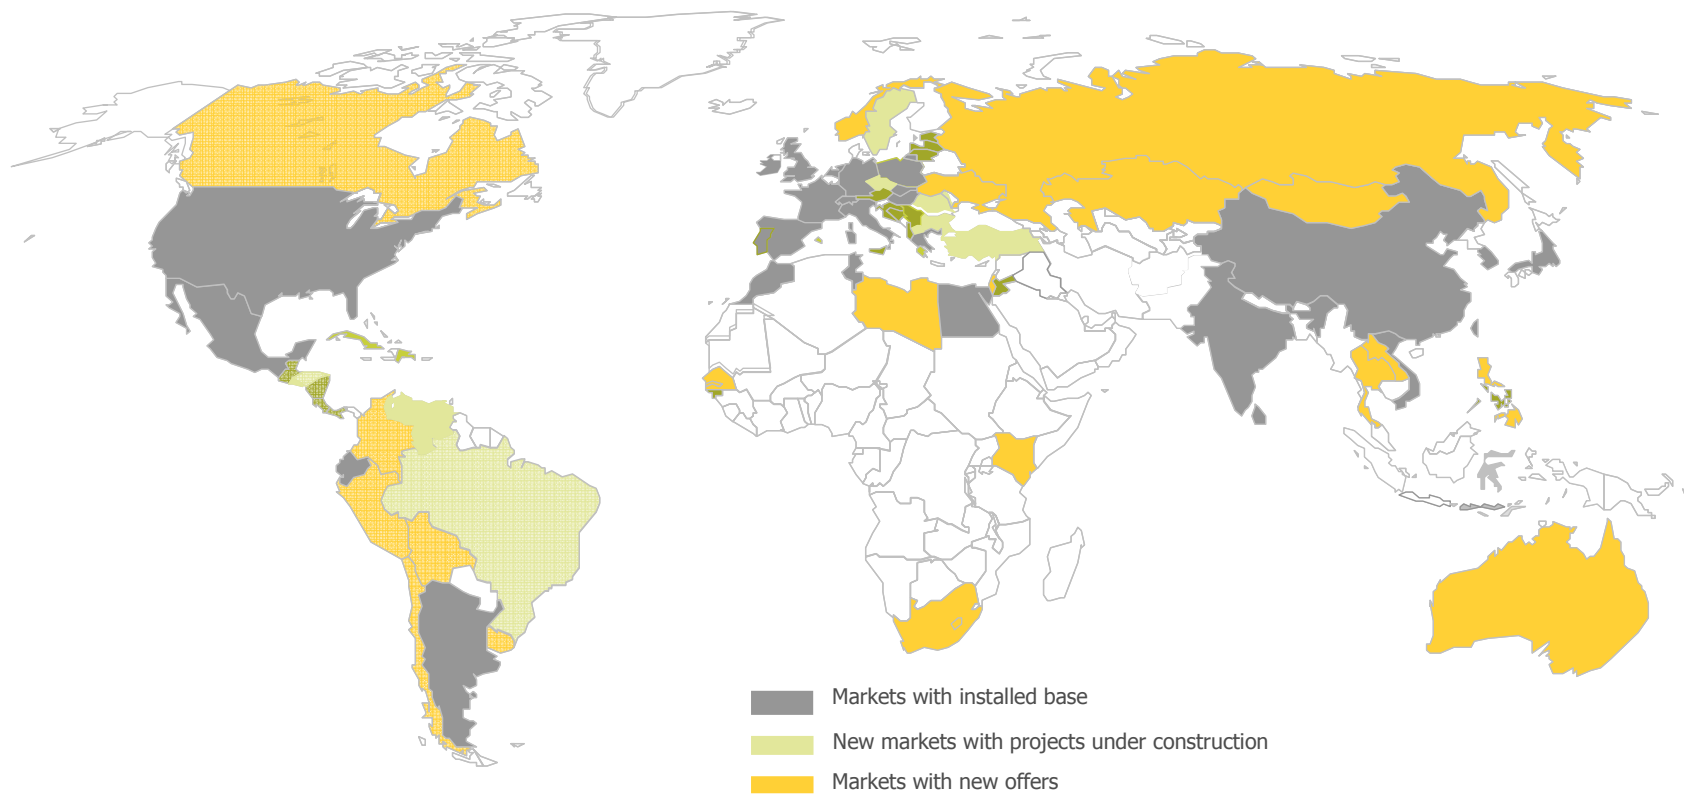 Markets with installed base
New markets with projects under construction
Markets with new offers